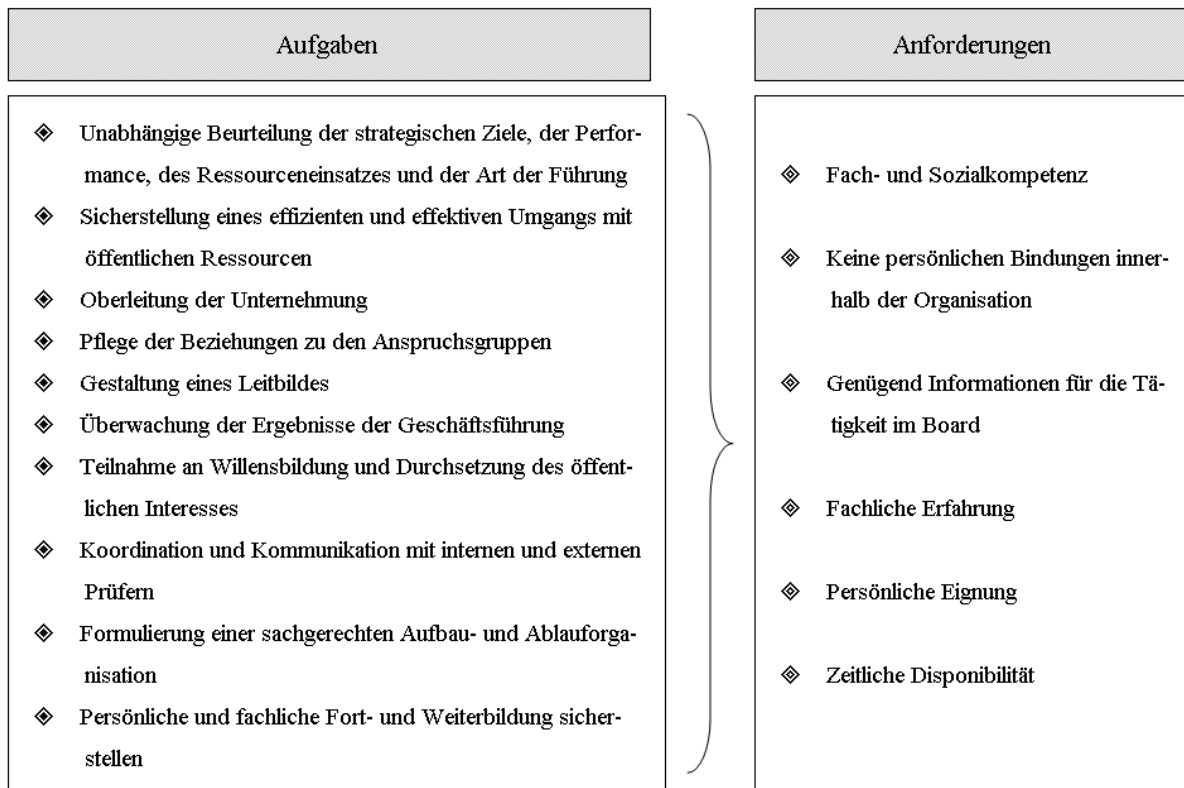 Aufgaben
Unabhängige Beurteilung der strategischen Ziele, der Perfor-
mance, des Ressourceneinsatzes und der Art der Führung
Sicherstellung eines effizienten und effektiven Umgangs mit
öffentlichen Ressourcen
Oberleitung der Unternehmung
Pflege der Beziehungen zu den Anspruchsgruppen
Gestaltung eines Leitbildes
Überwachung der Ergebnisse der Geschäftsführung
Teilnahme an Willensbildung und Durchsetzung des öffent-
lichen Interesses
Koordination und Kommunikation mit internen und externen
Prüfern
Formulierung einer sachgerechten Aufbau- und Ablauforga-
nisation
Persönliche und fachliche Fort- und Weiterbildung sicher-
stellen
Anforderungen
Fach- und Sozialkompetenz
Keine persönlichen Bindungen inner-
halb der Organisation
Genügend Informationen für die Tä-
tigkeit im Board
Fachliche Erfahrung
Persönliche Eignung
Zeitliche Disponibilität